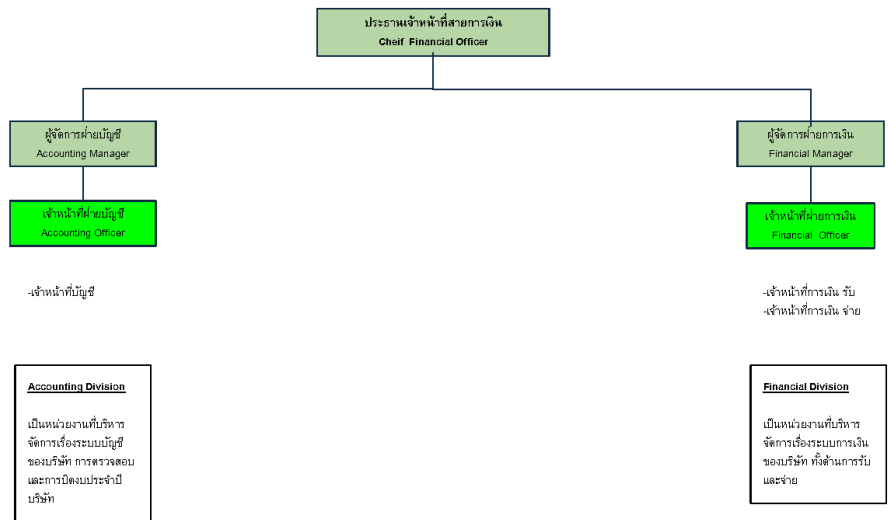 ประธานเจ้าหน้าที่สายการเงิน
Cheif Financial Officer
ผู้จัดการฝ่ายบัญชี
Accounting Manager
ผู้จัดการฝ่ายการเงิน
Financial Manager
เจ้าหน้าที่ฝ่ายบัญชี
Accounting Officer
เจ้าหน้าที่ฝ่ายการเงิน
Financial Officer
-เจ้าหน้าที่บัญชี
-เจ้าหน้าที่การเงิน รับ
-เจ้าหน้าที่การเงิน จ่าย
Accounting Division
เป็นหน่วยงานที่บริหาร
จัดการเรื่องระบบบัญชี
ของบริษัท การตรวจสอบ
และการปิดงบประจำปี
บริษัท
Financial Division
เป็นหน่วยงานที่บริหาร
จัดการเรื่องระบบการเงิน
ของบริษัท ทั้งด้านการรับ
และจ่าย